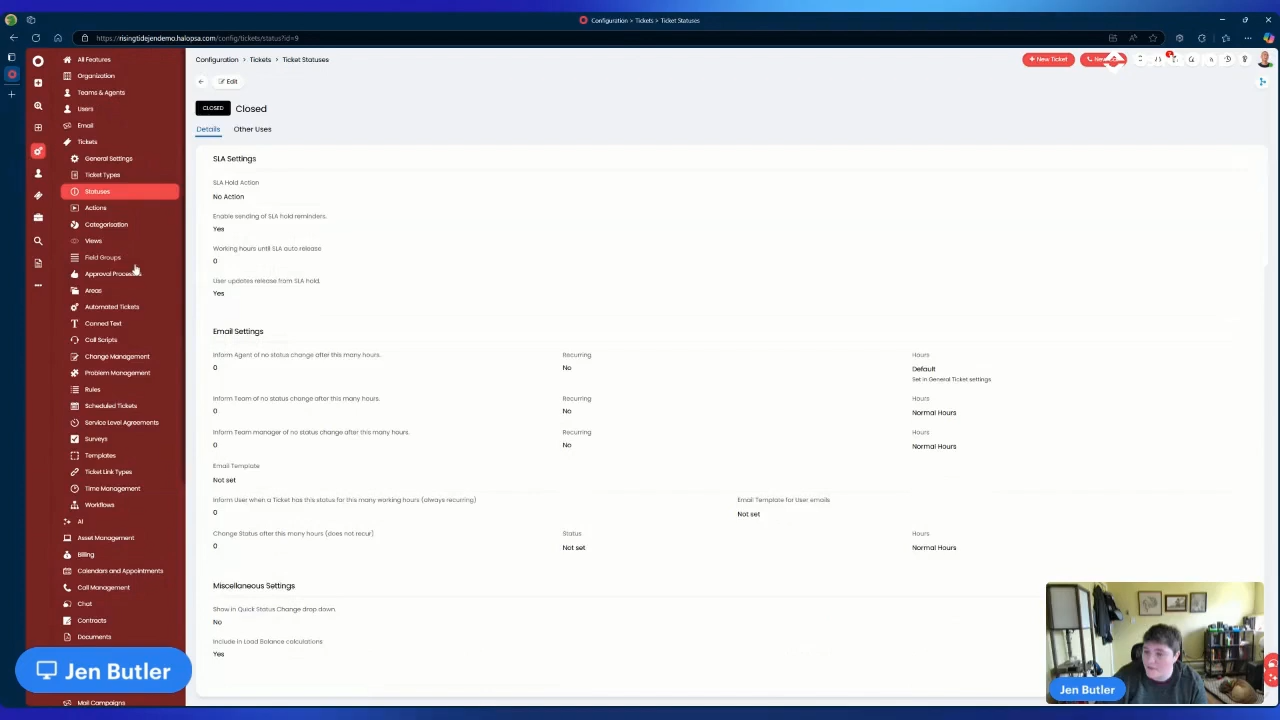 Configuration > Tickets > Ticket Statuses
https://risingtidejendemo.halopsa.com/config/tickets/status?id=9
All Features
Organization
Teams & Agents
Users
Email
Tickets
General Settings
Ticket Types
Statuses
Actions
Categorisation
Views
Field Groups
Approval Processes
Areas
Automated Tickets
Canned Text
Call Scripts
Change Management
Problem Management
Rules
Scheduled Tickets
Service Level Agreements
Surveys
Templates
Ticket Link Types
Time Management
Workflows
AI
Asset Management
Billing
Calendars and Appointments
Call Management
Chat
Contracts
Documents
Mail Campaigns
Configuration > Tickets > Ticket Statuses
+ New Ticket
New
Edit
CLOSED Closed
Details Other Uses
SLA Settings
SLA Hold Action
No Action
Enable sending of SLA hold reminders.
Yes
Working hours until SLA auto release
0
User updates release from SLA hold.
Yes
Email Settings
Inform Agent of no status change after this many hours. Recurring Hours
0 No Default
Set in General Ticket settings
Inform Team of no status change after this many hours. Recurring Hours
0 No Normal Hours
Inform Team manager of no status change after this many hours. Recurring Hours
0 No Normal Hours
Email Template
Not set
Inform User when a Ticket has this status for this many working hours (always recurring) Email Template for User emails
0 Not set
Change Status after this many hours (does not recur) Status Hours
0 Not set Normal Hours
Miscellaneous Settings
Show in Quick Status Change drop down.
No
Include in Load Balance calculations
Yes
Jen Butler
Jen Butler